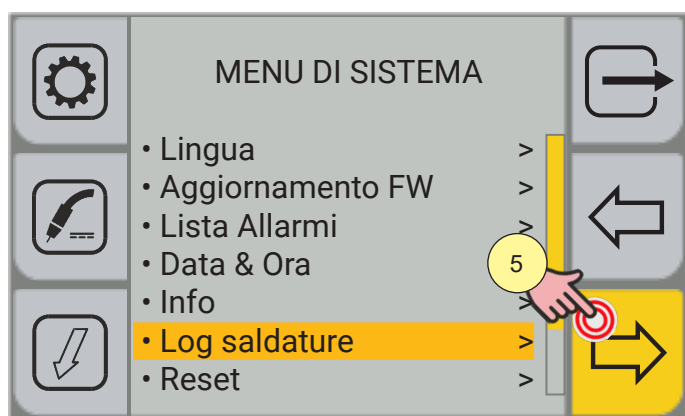 MENU DI SISTEMA
• Lingua >
• Aggiornamento FW >
• Lista Allarmi >
• Data & Ora
5
• Info >
• Log saldature >
• Reset >